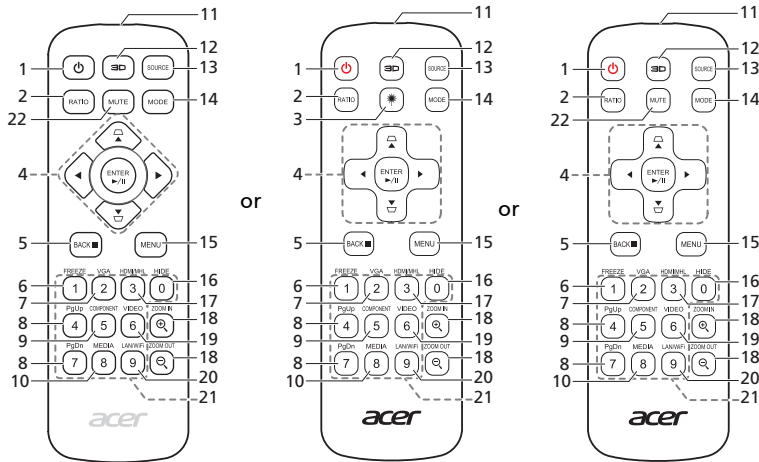 11
12
1
3D
SOURCE
13
2
RATIO
MUTE
MODE
14
22
4
ENTER
►/II
5
BACK ■
MENU
15
FREEZE VGA HDMI/MHL HIDE
16
6
1 2 3 0
7
17
PgUp COMPONENT VIDEO ZOOM IN
18
8
4 5 6
9
19
PgDn MEDIA LAN/WiFi ZOOM OUT
18
8
7 8 9
10
20
21
acer
or
11
12
1
3D
SOURCE
13
2
RATIO
MODE
14
3
4
ENTER
►/II
5
BACK ■
MENU
15
FREEZE VGA HDMI/MHL HIDE
16
6
1 2 3 0
7
17
PgUp COMPONENT VIDEO ZOOM IN
18
8
4 5 6
9
19
PgDn MEDIA LAN/WiFi ZOOM OUT
18
8
7 8 9
10
20
21
acer
or
11
12
1
3D
SOURCE
13
2
RATIO
MUTE
MODE
14
22
4
ENTER
►/II
5
BACK ■
MENU
15
FREEZE VGA HDMI/MHL HIDE
16
6
1 2 3 0
7
17
PgUp COMPONENT VIDEO ZOOM IN
18
8
4 5 6
9
19
PgDn MEDIA LAN/WiFi ZOOM OUT
18
8
7 8 9
10
20
21
acer